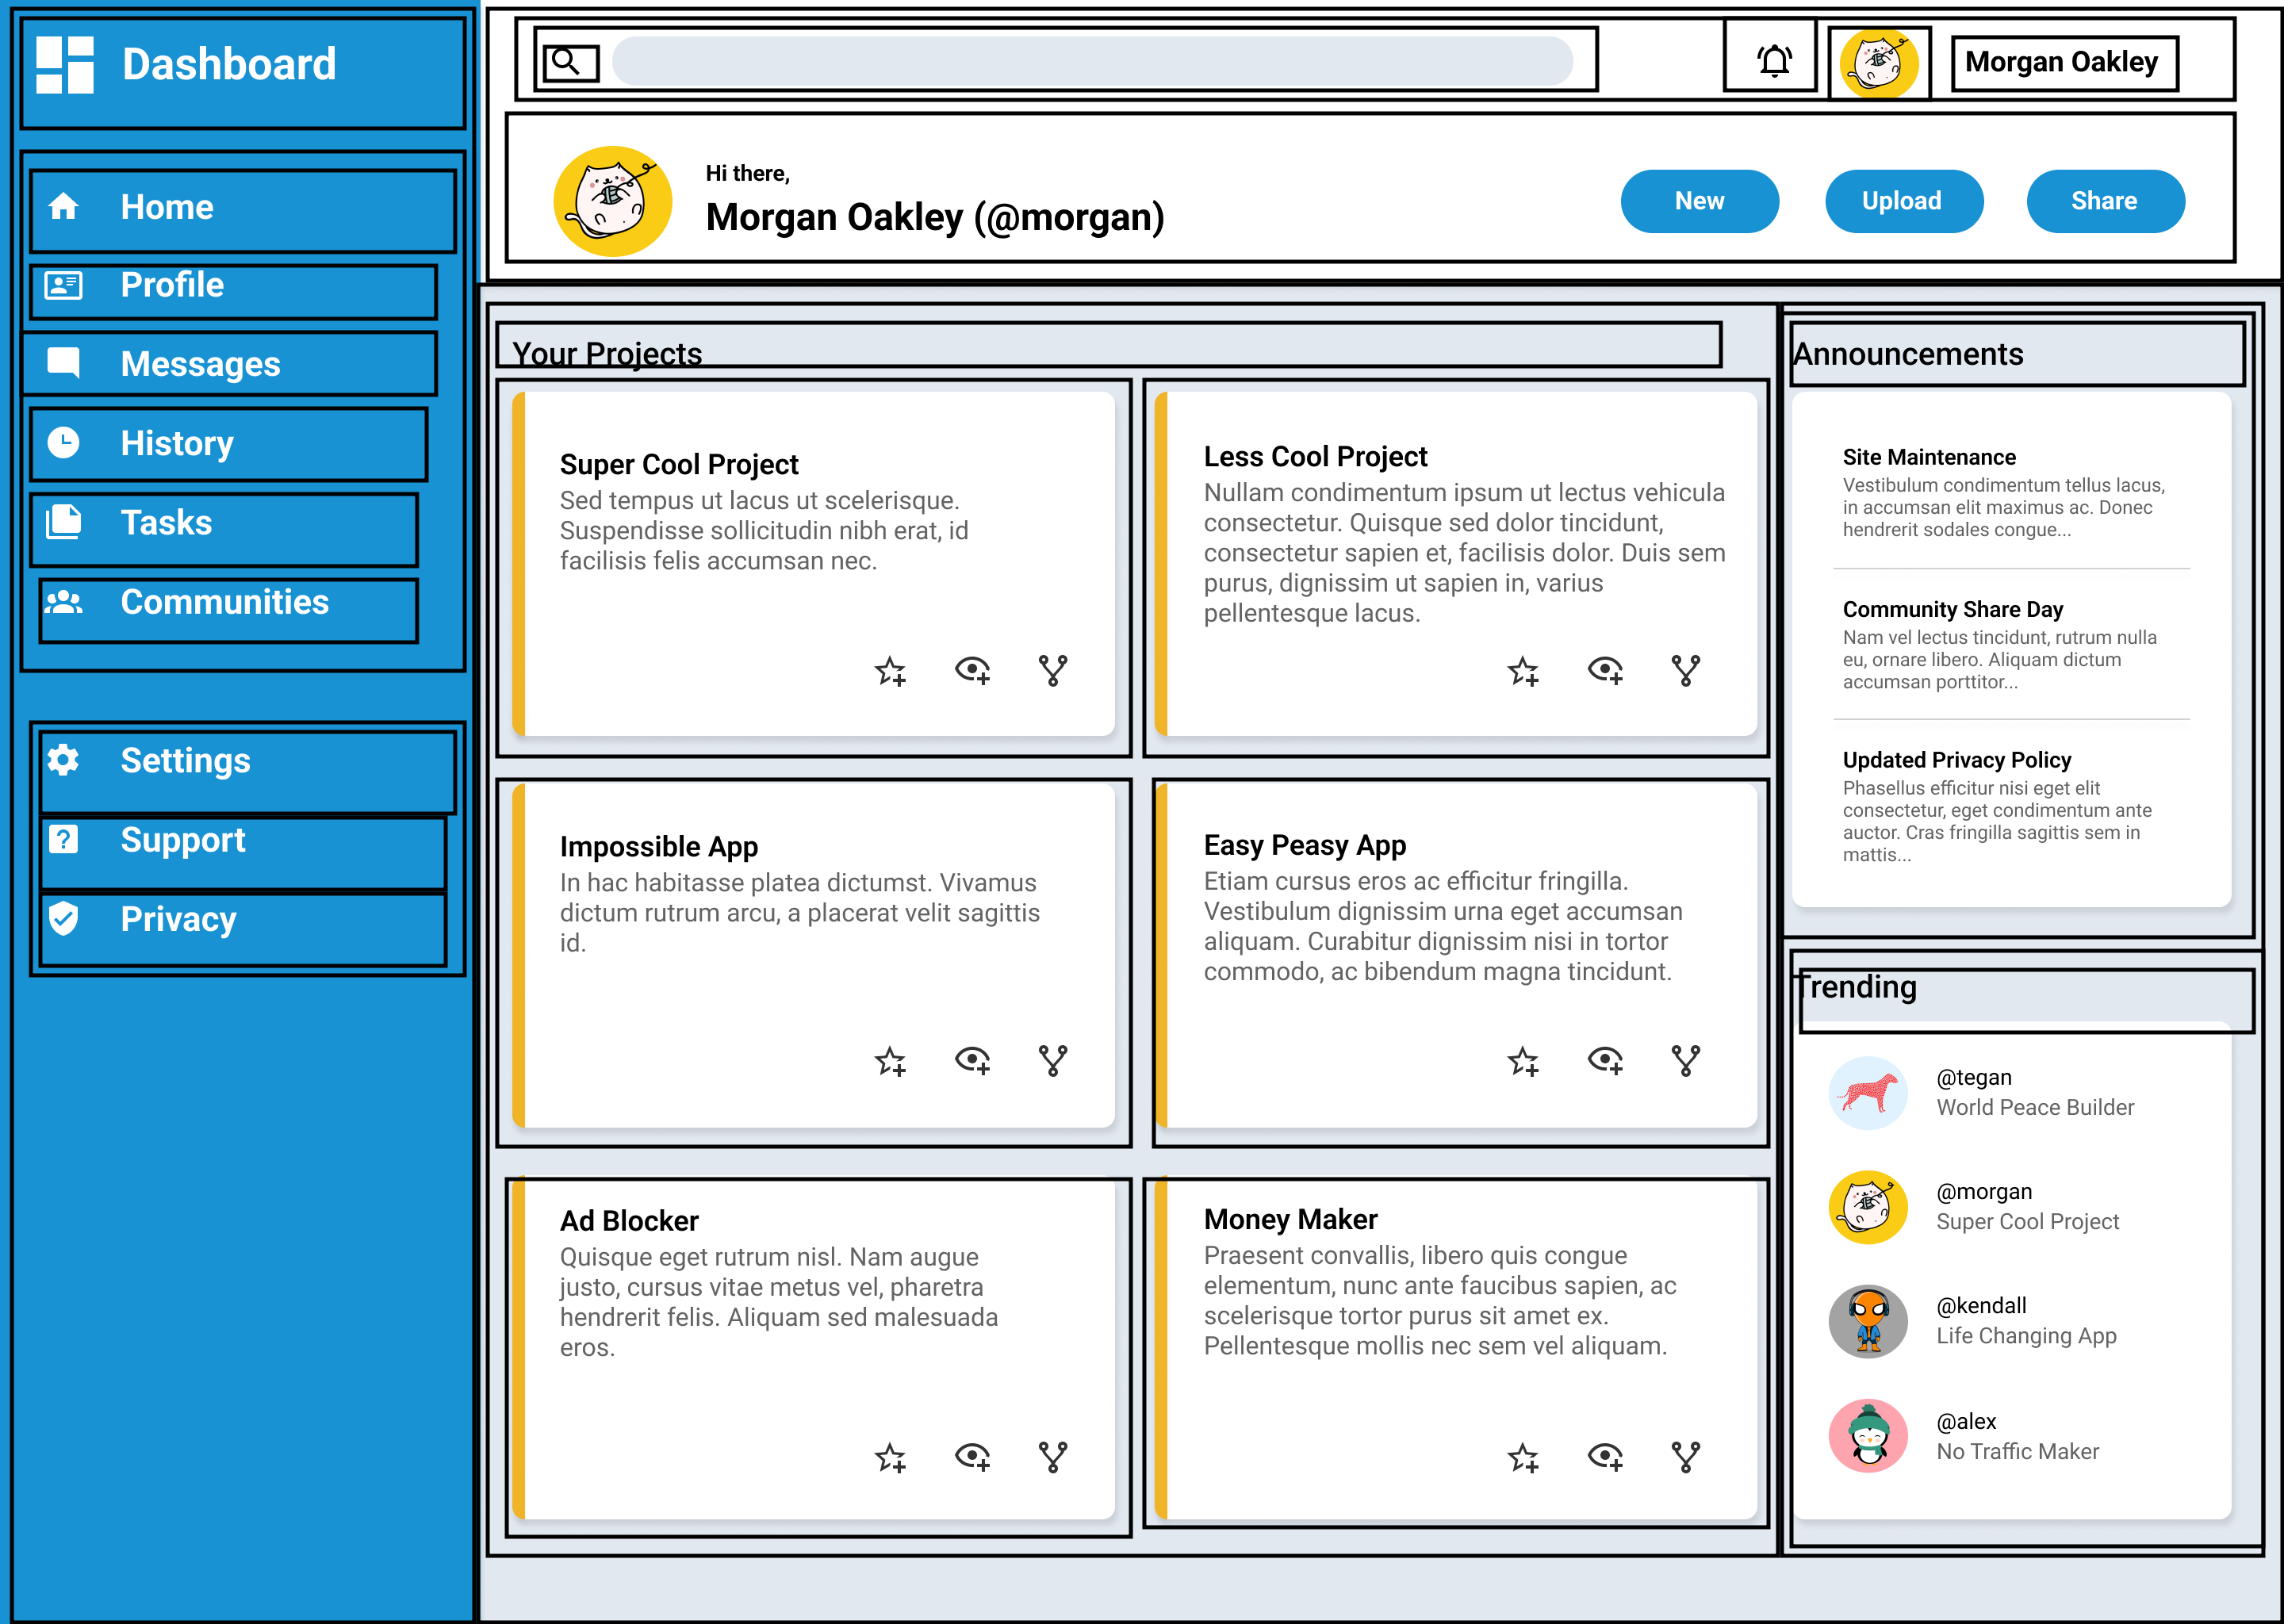 Dashboard
Home
Profile
Messages
History
Tasks
Communities
Settings
Support
Privacy
Morgan Oakley
Hi there,
Morgan Oakley (@morgan)
New
Upload
Share
Your Projects
Super Cool Project
Sed tempus ut lacus ut scelerisque.
Suspendisse sollicitudin nibh erat, id
facilisis felis accumsan nec.
Less Cool Project
Nullam condimentum ipsum ut lectus vehicula
consectetur. Quisque sed dolor tincidunt,
consectetur sapien et, facilisis dolor. Duis sem
purus, dignissim ut sapien in, varius
pellentesque lacus.
Impossible App
In hac habitasse platea dictumst. Vivamus
dictum rutrum arcu, a placerat velit sagittis
id.
Easy Peasy App
Etiam cursus eros ac efficitur fringilla.
Vestibulum dignissim urna eget accumsan
aliquam. Curabitur dignissim nisi in tortor
commodo, ac bibendum magna tincidunt.
Ad Blocker
Quisque eget rutrum nisl. Nam augue
justo, cursus vitae metus vel, pharetra
hendrerit felis. Aliquam sed malesuada
eros.
Money Maker
Praesent convallis, libero quis congue
elementum, nunc ante faucibus sapien, ac
scelerisque tortor purus sit amet ex.
Pellentesque mollis nec sem vel aliquam.
Announcements
Site Maintenance
Vestibulum condimentum tellus lacus,
in accumsan elit maximus ac. Donec
hendrerit sodales congue...
Community Share Day
Nam vel lectus tincidunt, rutrum nulla
eu, ornare libero. Aliquam dictum
accumsan porttitor...
Updated Privacy Policy
Phasellus efficitur nisi eget elit
consectetur, eget condimentum ante
auctor. Cras fringilla sagittis sem in
mattis...
Trending
@tegan
World Peace Builder
@morgan
Super Cool Project
@kendall
Life Changing App
@alex
No Traffic Maker